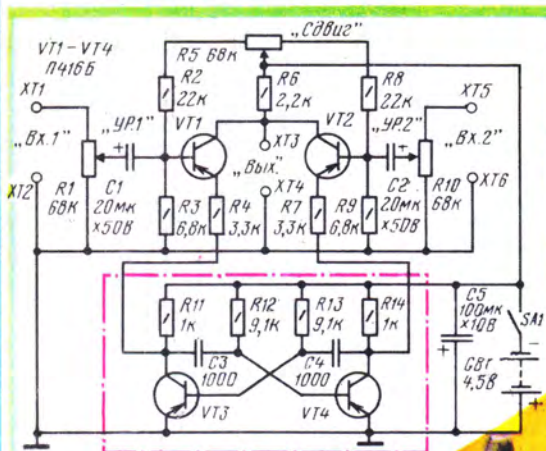 „Сдвиг”
VT1-VT4
П416Б
R5 68к
R2
22к
R6
2,2к
R8
22к
XT1
„УР.1”
VT1
VT2
„УР.2”
XT5
„Вх.1”
XT3
„Вых.”
XT4
„Вх.2”
XT2
R1
68к
C1
20мк
×50В
R3
6,8к
R4
3,3к
R7
3,3к
R9
6,8к
C2
20мк
×50В
R10
68к
XT6
R11
1к
R12
9,1к
R13
9,1к
R14
1к
C5
100мк
×10В
SA1
C3
1000
C4
1000
GB1
4,5В
VT3
VT4